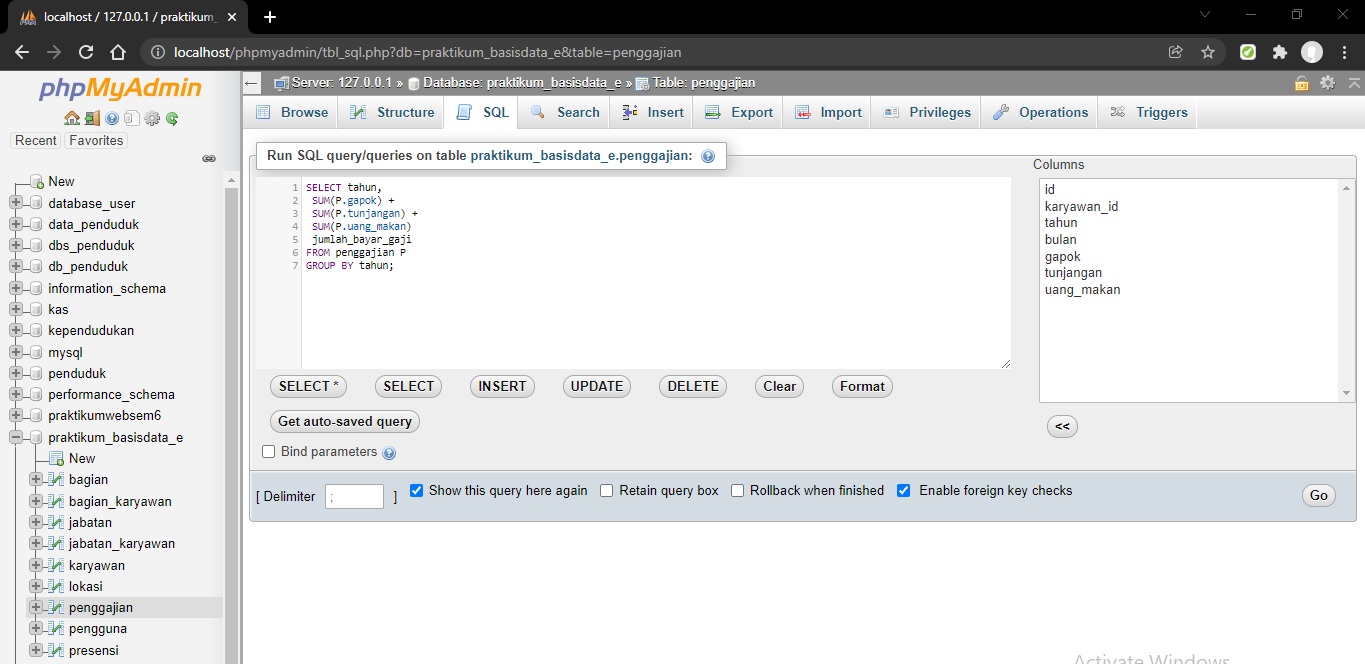 localhost / 127.0.0.1 / praktikum_
localhost/phpmyadmin/tbl_sql.php?db=praktikum_basisdata_e&table=penggajian
phpMyAdmin
Recent Favorites
New
database_user
data_penduduk
dbs_penduduk
db_penduduk
information_schema
kas
kependudukan
mysql
penduduk
performance_schema
praktikumwebsem6
praktikum_basisdata_e
New
bagian
bagian_karyawan
jabatan
jabatan_karyawan
karyawan
lokasi
penggajian
pengguna
presensi
Server: 127.0.0.1 » Database: praktikum_basisdata_e » Table: penggajian
Browse Structure SQL Search Insert Export Import Privileges Operations Triggers
Run SQL query/queries on table praktikum_basisdata_e.penggajian:
1 SELECT tahun,
2 SUM(P.gapok) +
3 SUM(P.tunjangan) +
4 SUM(P.uang_makan)
5 jumlah_bayar_gaji
6 FROM penggajian P
7 GROUP BY tahun;
Columns
id
karyawan_id
tahun
bulan
gapok
tunjangan
uang_makan
SELECT * SELECT INSERT UPDATE DELETE Clear Format
Get auto-saved query
<<
Bind parameters
[ Delimiter ; ] Show this query here again Retain query box Rollback when finished Enable foreign key checks
Go
Activate Windows